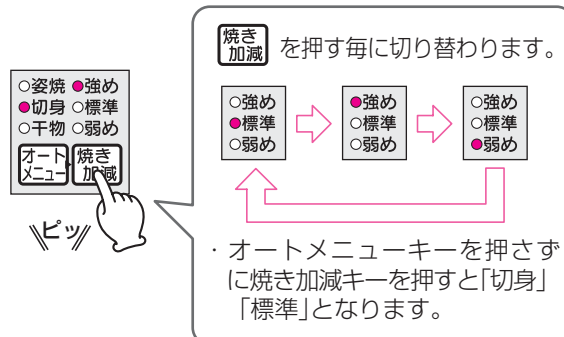 ○姿焼 ●強め
●切身 ○標準
○干物 ○弱め
オート
メニュー
焼き
加減
ピッ
焼き
加減
を押す毎に切り替わります。
○強め
●標準
○弱め
●強め
○標準
○弱め
○強め
○標準
●弱め
・オートメニューキーを押さず
に焼き加減キーを押すと「切身」
「標準」となります。